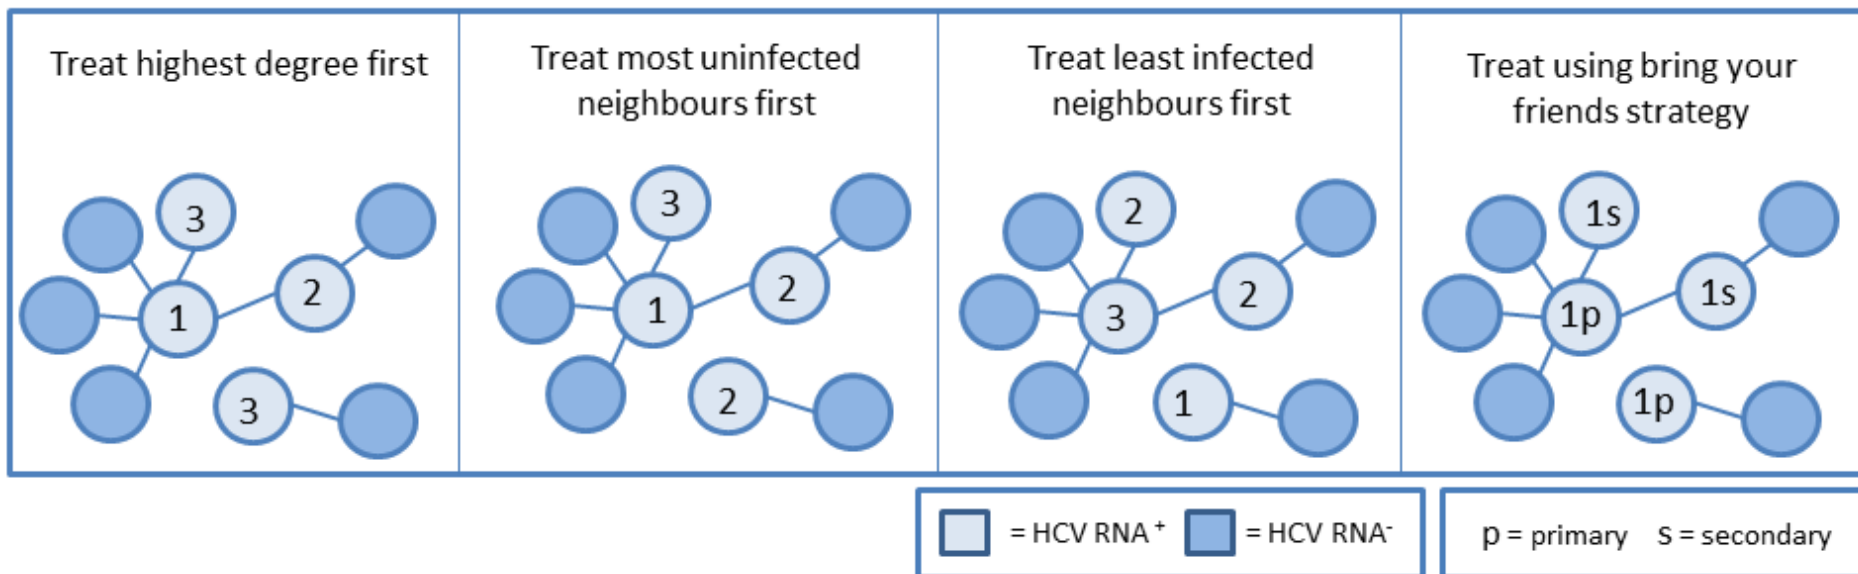 Treat highest degree first
3
2
1
3
Treat most uninfected
neighbours first
3
2
1
2
Treat least infected
neighbours first
2
2
3
1
Treat using bring your
friends strategy
1s
1s
1p
1p
= HCV RNA⁺
= HCV RNA⁻
p = primary s = secondary